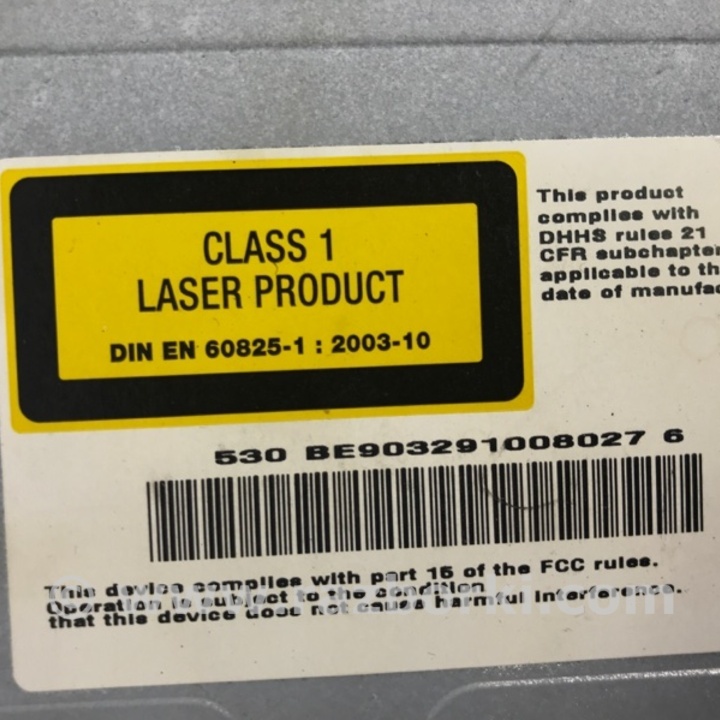 CLASS 1
LASER PRODUCT
DIN EN 60825-1 : 2003-10
This product
complies with
DHHS rules 21
CFR subchapter
applicable to th
date of manufac
530 BE903291008027 6
This device complies with part 15 of the FCC rules.
Operation is subject to the condition
that this device does not cause harmful interference.